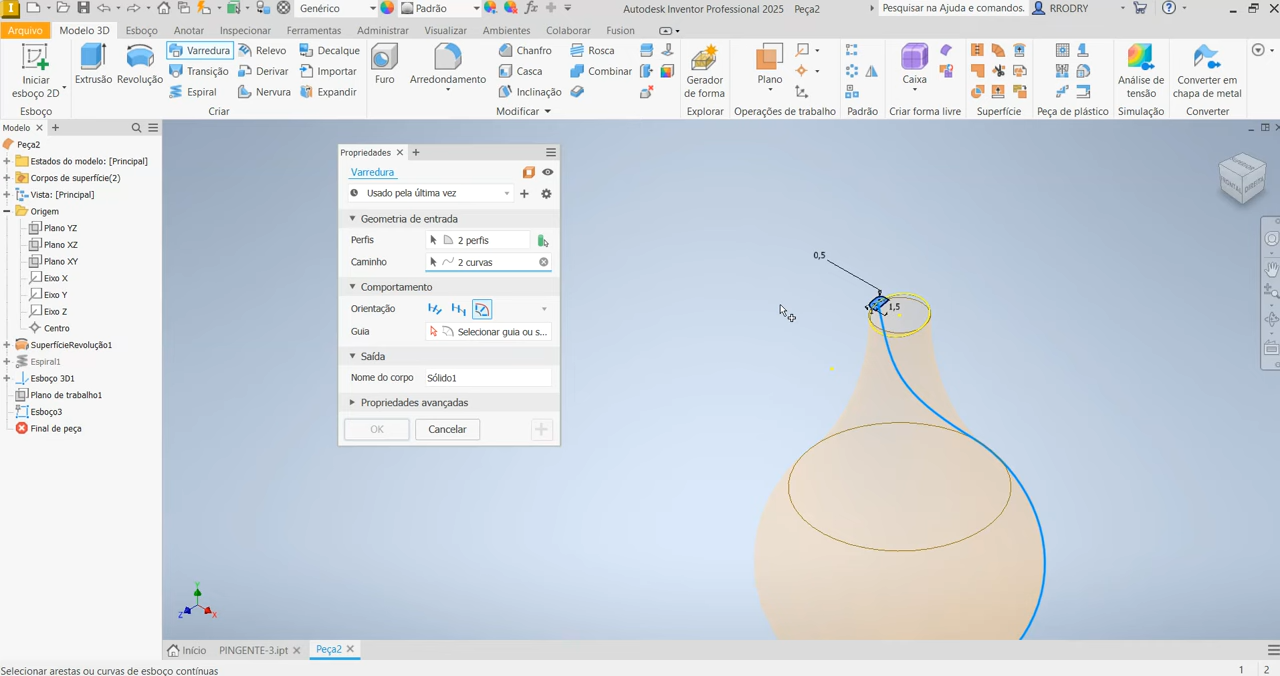 Genérico
Padrão
Autodesk Inventor Professional 2025 Peça2
Pesquisar na Ajuda e comandos.
RRODRY
Arquivo Modelo 3D Esboço Anotar Inspecionar Ferramentas Administrar Visualizar Ambientes Colaborar Fusion
Iniciar
esboço 2D
Esboço
Extrusão
Revolução
Varredura
Transição
Espiral
Relevo
Derivar
Nervura
Decalque
Importar
Expandir
Criar
Furo
Arredondamento
Chanfro
Casca
Inclinação
Rosca
Combinar
Modificar
Gerador
de forma
Explorar
Plano
Operações de trabalho
Padrão
Caixa
Criar forma livre
Superfície
Peça de plástico
Análise de
tensão
Simulação
Converter em
chapa de metal
Converter
Modelo
Peça2
Estados do modelo: [Principal]
Corpos de superfície(2)
Vista: [Principal]
Origem
Plano YZ
Plano XZ
Plano XY
Eixo X
Eixo Y
Eixo Z
Centro
SuperfícieRevolução1
Espiral1
Esboço 3D1
Plano de trabalho1
Esboço3
Final de peça
Propriedades
Varredura
Usado pela última vez
Geometria de entrada
Perfis 2 perfis
Caminho 2 curvas
Comportamento
Orientação
Guia Selecionar guia ou s...
Saída
Nome do corpo Sólido1
Propriedades avançadas
OK Cancelar
0,5
1,5
FRONTAL
DIREITA
Y
Z
X
Início PINGENTE-3.ipt Peça2
Selecionar arestas ou curvas de esboço contínuas
1 2